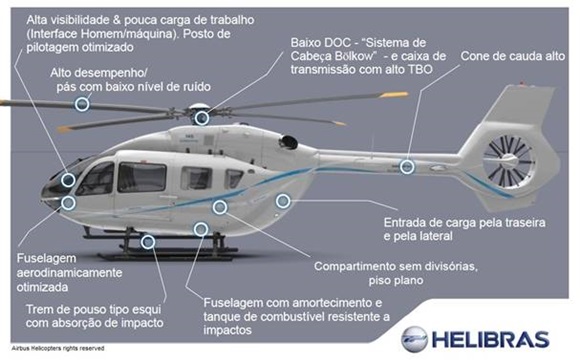 Alta visibilidade & pouca carga de trabalho
(Interface Homem/máquina). Posto de
pilotagem otimizado
Baixo DOC - “Sistema de
Cabeça Bölkow” - e caixa de
transmissão com alto TBO
Cone de cauda alto
Alto desempenho/
pás com baixo nível de ruído
Entrada de carga pela traseira
e pela lateral
Fuselagem
aerodinamicamente
otimizada
Compartimento sem divisórias,
piso plano
Trem de pouso tipo esqui
com absorção de impacto
Fuselagem com amortecimento e
tanque de combustível resistente a
impactos
HELIBRAS
Airbus Helicopters rights reserved